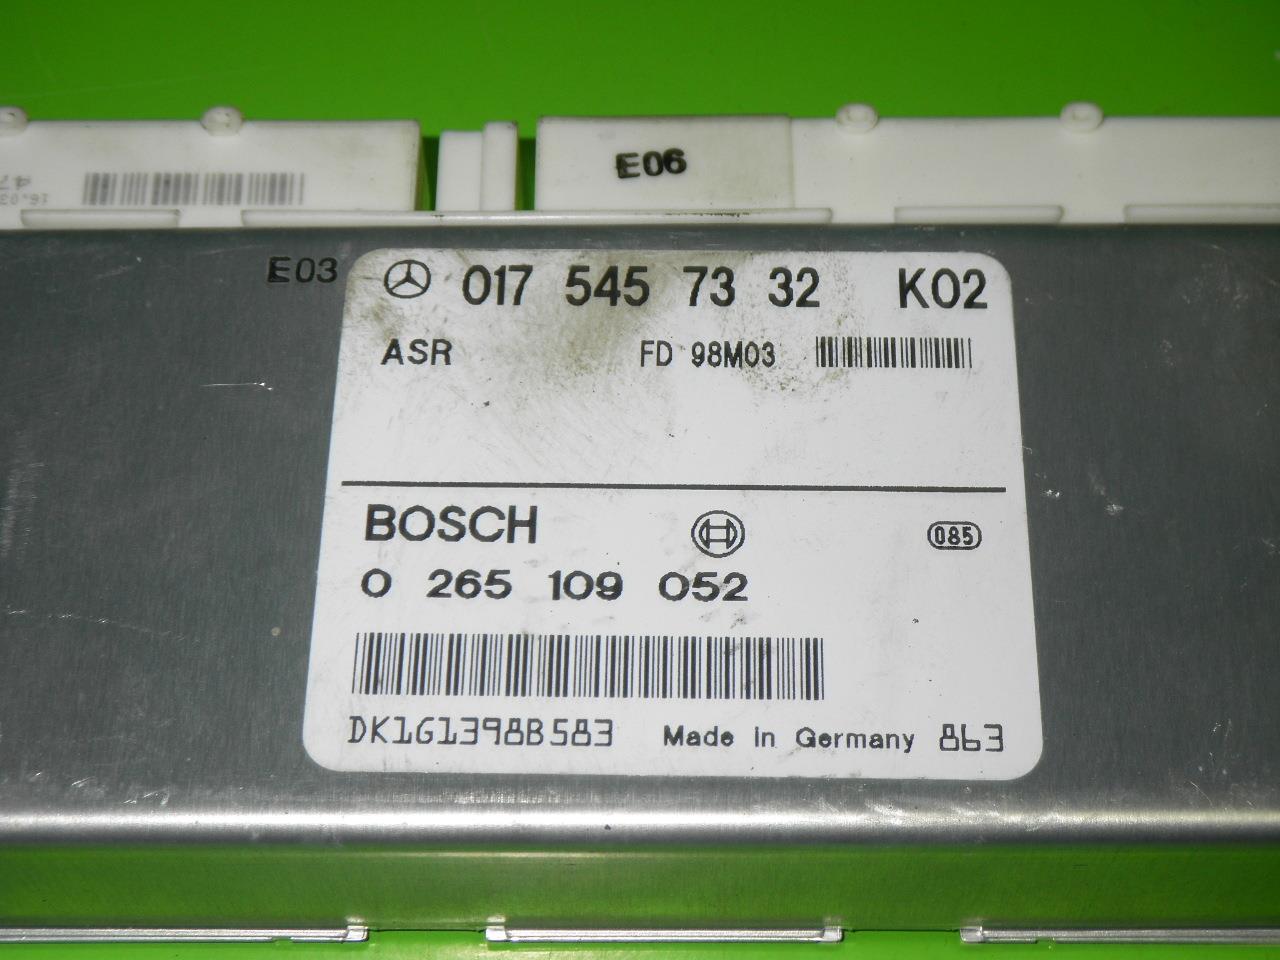 E06
E03
017 545 73 32 K02
ASR FD 98M03
BOSCH
085
0 265 109 052
DK1G1398B583 Made in Germany 863